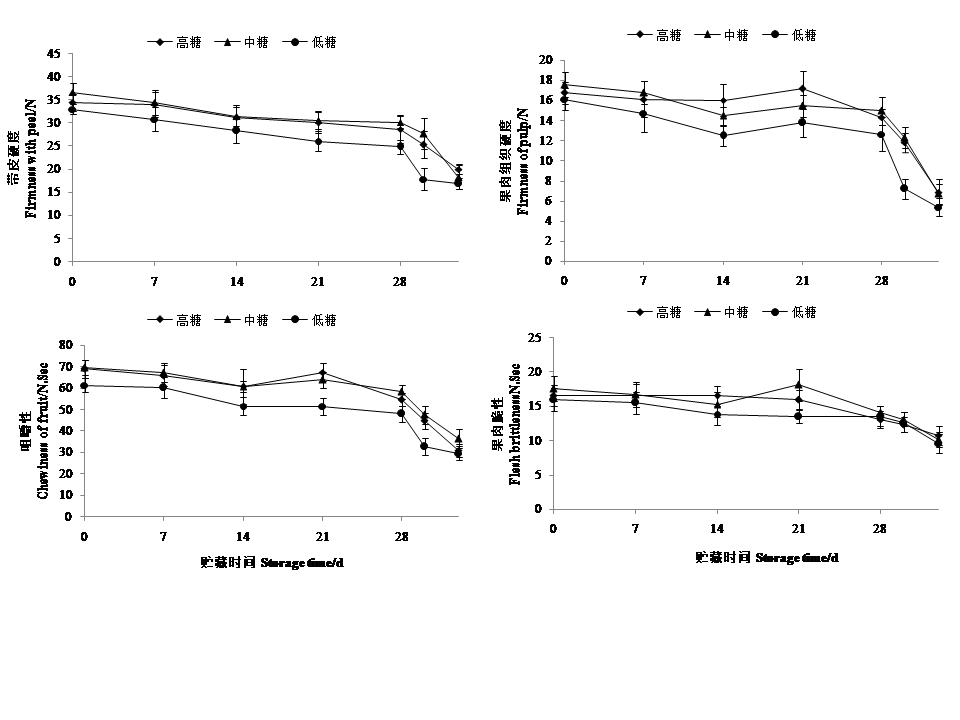 高糖 中糖 低糖
45
40
35
30
25
20
15
10
5
0
0 7 14 21 28
带皮硬度
Firmness with peel/N
高糖 中糖 低糖
20
18
16
14
12
10
8
6
4
2
0
0 7 14 21 28
果肉组织硬度
Firmness of pulp/N
高糖 中糖 低糖
80
70
60
50
40
30
20
10
0
0 7 14 21 28
咀嚼性
Chewiness of fruit/N.Sec
贮藏时间 Storage time/d
高糖 中糖 低糖
25
20
15
10
5
0
0 7 14 21 28
果肉脆性
Flesh brittlenessN.Sec
贮藏时间 Storage time/d